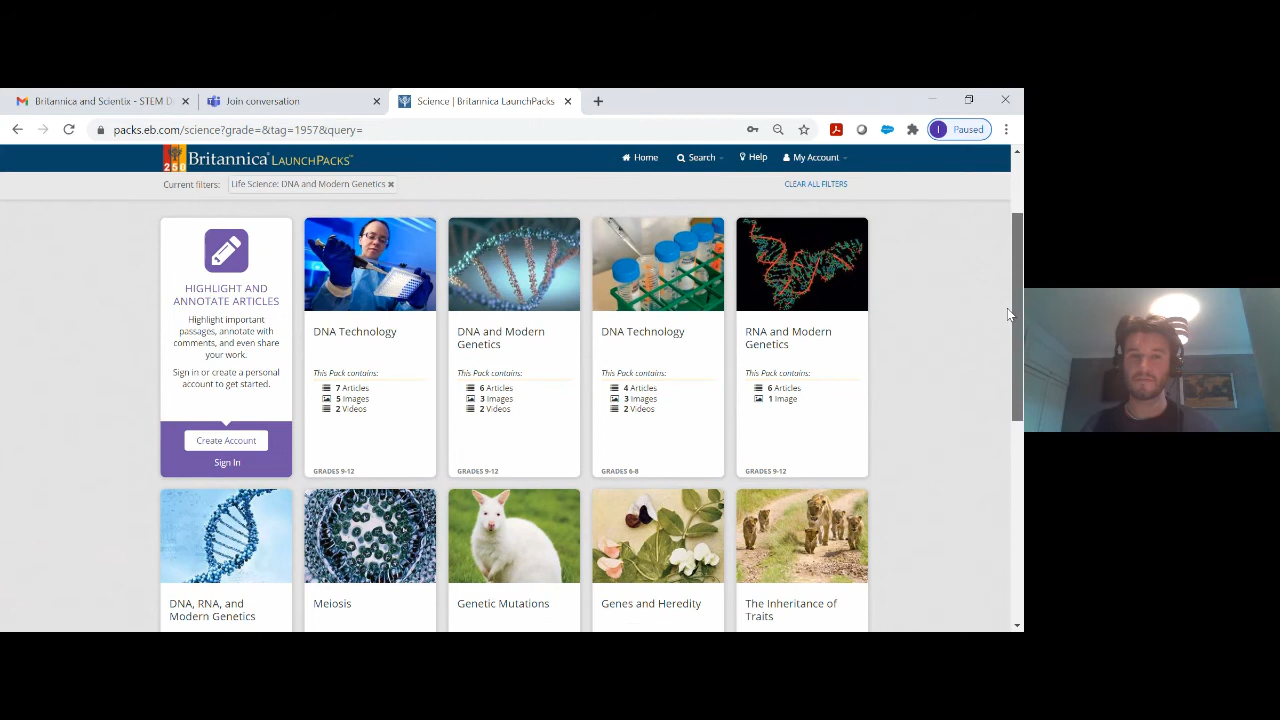 Britannica and Scientix - STEM D
Join conversation
Science | Britannica LaunchPacks
packs.eb.com/science?grade=&tag=1957&query=
I
Paused
250
Britannica® LAUNCHPACKS™
Home
Search
Help
My Account
Current filters:
Life Science: DNA and Modern Genetics
CLEAR ALL FILTERS
HIGHLIGHT AND
ANNOTATE ARTICLES
Highlight important
passages, annotate with
comments, and even share
your work.
Sign in or create a personal
account to get started.
Create Account
Sign In
DNA Technology
This Pack contains:
7 Articles
5 Images
2 Videos
GRADES 9-12
DNA and Modern
Genetics
This Pack contains:
6 Articles
3 Images
2 Videos
GRADES 9-12
DNA Technology
This Pack contains:
4 Articles
3 Images
2 Videos
GRADES 6-8
RNA and Modern
Genetics
This Pack contains:
6 Articles
1 Image
GRADES 9-12
DNA, RNA, and
Modern Genetics
Meiosis
Genetic Mutations
Genes and Heredity
The Inheritance of
Traits